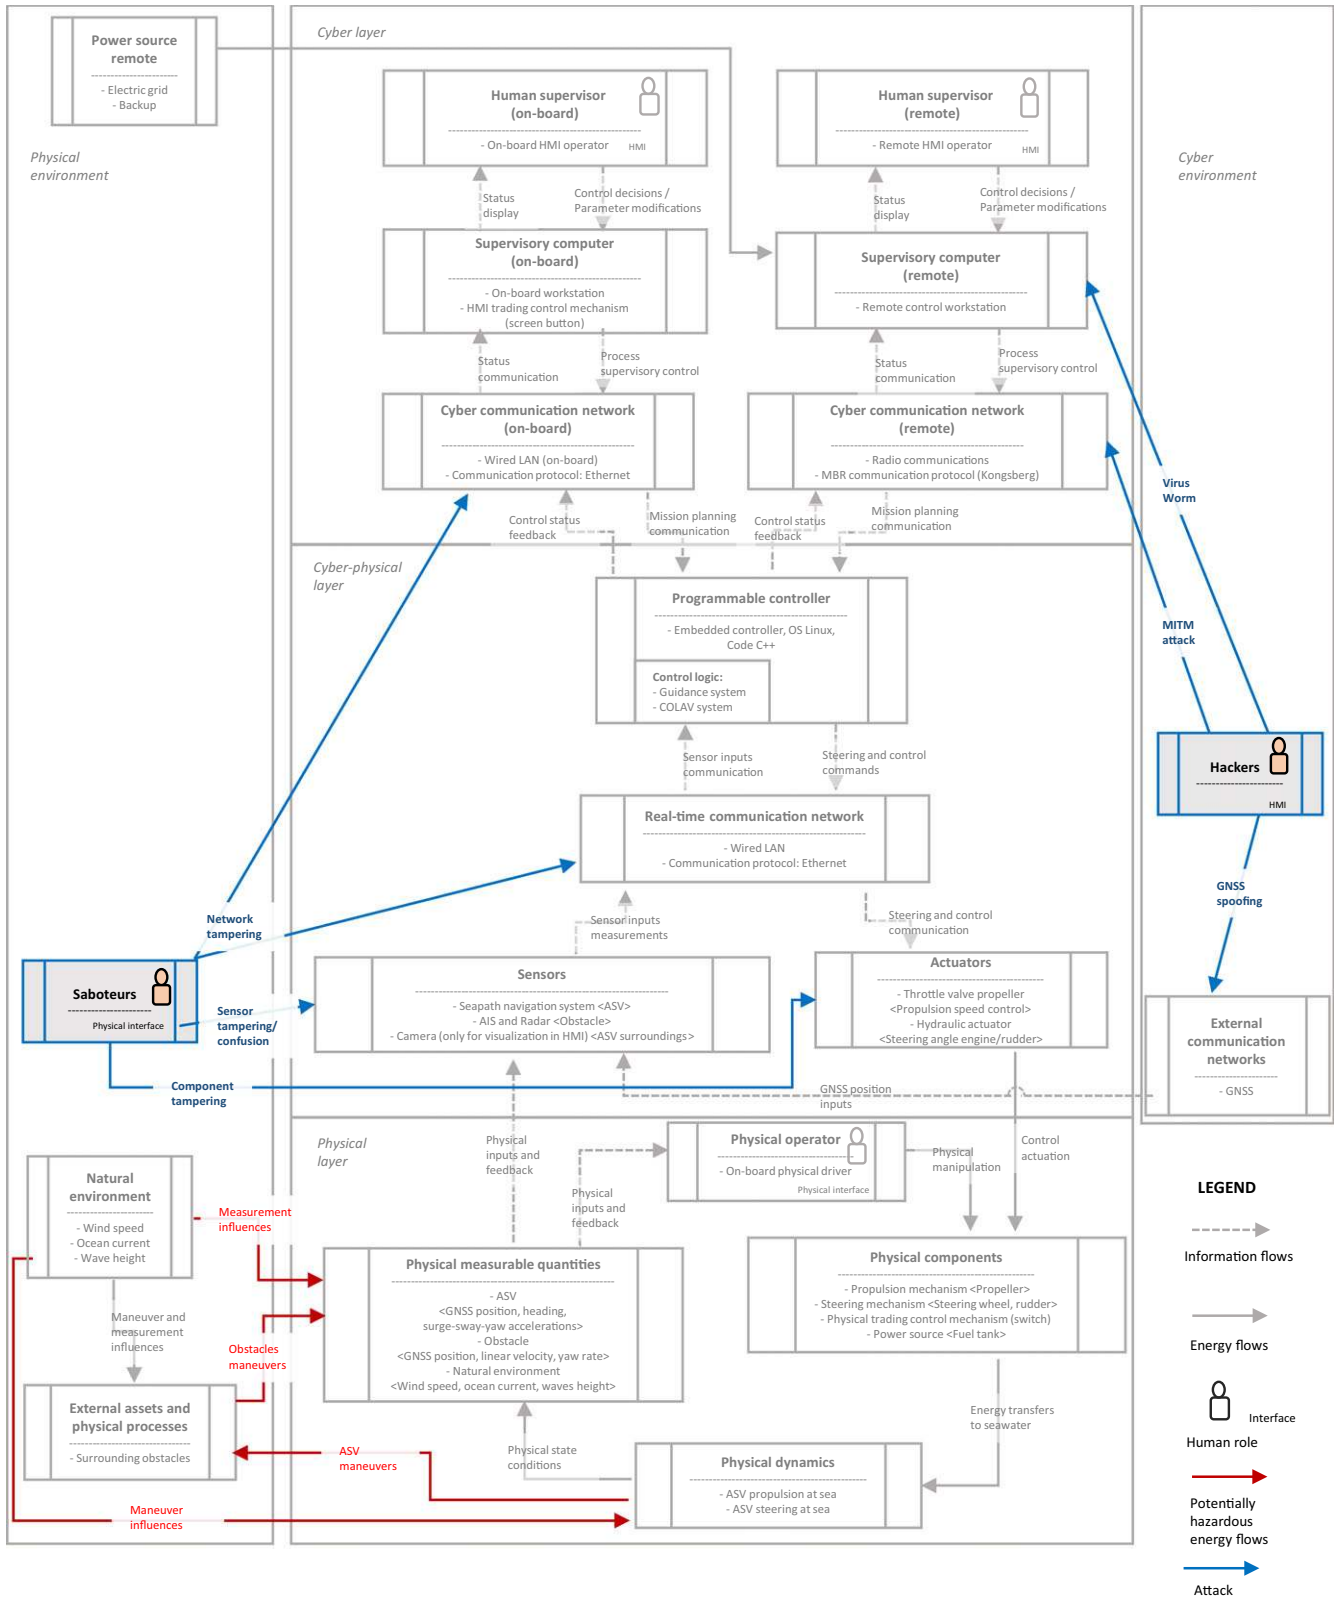 Power source
remote
- Electric grid
- Backup
Physical
environment
Cyber layer
Human supervisor
(on-board)
- On-board HMI operator
HMI
Human supervisor
(remote)
- Remote HMI operator
HMI
Cyber
environment
Status
display
Control decisions /
Parameter modifications
Status
display
Control decisions /
Parameter modifications
Supervisory computer
(on-board)
- On-board workstation
- HMI trading control mechanism
(screen button)
Supervisory computer
(remote)
- Remote control workstation
Status
communication
Process
supervisory control
Status
communication
Process
supervisory control
Cyber communication network
(on-board)
- Wired LAN (on-board)
- Communication protocol: Ethernet
Cyber communication network
(remote)
- Radio communications
- MBR communication protocol (Kongsberg)
Virus
Worm
Control status
feedback
Mission planning
communication
Control status
feedback
Mission planning
communication
Cyber-physical
layer
Programmable controller
- Embedded controller, OS Linux,
Code C++
Control logic:
- Guidance system
- COLAV system
MITM
attack
Sensor inputs
communication
Steering and control
commands
Hackers
HMI
Real-time communication network
- Wired LAN
- Communication protocol: Ethernet
GNSS
spoofing
Network
tampering
Sensor inputs
measurements
Steering and control
communication
Saboteurs
Physical interface
Sensor
tampering/
confusion
Sensors
- Seapath navigation system <ASV>
- AIS and Radar <Obstacle>
- Camera (only for visualization in HMI) <ASV surroundings>
Actuators
- Throttle valve propeller
<Propulsion speed control>
- Hydraulic actuator
<Steering angle engine/rudder>
External
communication
networks
- GNSS
Component
tampering
GNSS position
inputs
Physical
layer
Physical
inputs and
feedback
Physical operator
- On-board physical driver
Physical interface
Physical
manipulation
Control
actuation
Physical
inputs and
feedback
Natural
environment
- Wind speed
- Ocean current
- Wave height
Measurement
influences
Physical measurable quantities
- ASV
<GNSS position, heading,
surge-sway-yaw accelerations>
- Obstacle
<GNSS position, linear velocity, yaw rate>
- Natural environment
<Wind speed, ocean current, waves height>
Physical components
- Propulsion mechanism <Propeller>
- Steering mechanism <Steering wheel, rudder>
- Physical trading control mechanism (switch)
- Power source <Fuel tank>
Maneuver and
measurement
influences
Obstacles
maneuvers
External assets and
physical processes
- Surrounding obstacles
Energy transfers
to seawater
ASV
maneuvers
Physical state
conditions
Physical dynamics
- ASV propulsion at sea
- ASV steering at sea
Maneuver
influences
LEGEND
Information flows
Energy flows
Interface
Human role
Potentially
hazardous
energy flows
Attack